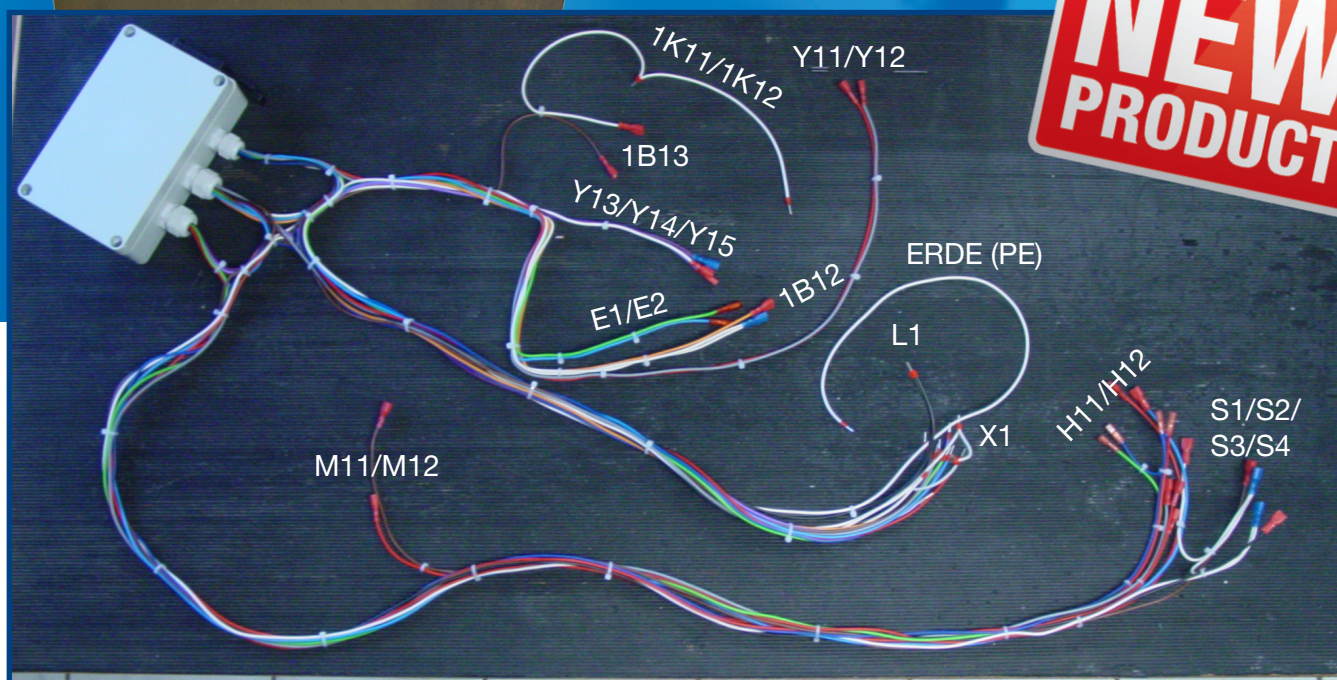 NEW
PRODUCT
1K11/1K12
Y11/Y12
1B13
Y13/Y14/Y15
ERDE (PE)
E1/E2
1B12
L1
H11/H12
S1/S2/
S3/S4
X1
M11/M12